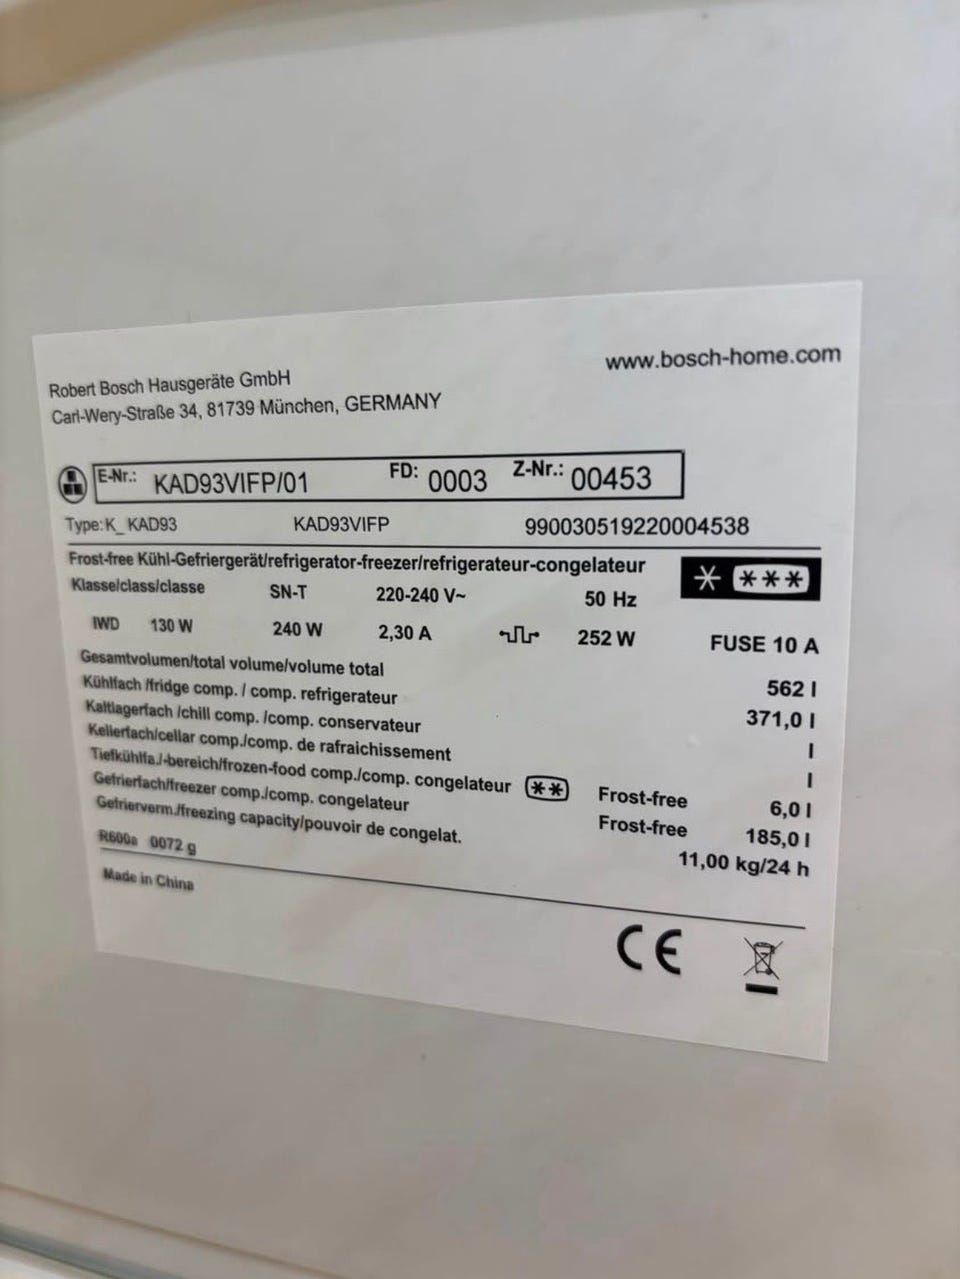 Robert Bosch Hausgeräte GmbH
Carl-Wery-Straße 34, 81739 München, GERMANY
www.bosch-home.com
E-Nr.: KAD93VIFP/01 FD: 0003 Z-Nr.: 00453
Type: K_KAD93 KAD93VIFP 990030519220004538
Frost-free Kühl-Gefriergerät/refrigerator-freezer/refrigerateur-congelateur
Klasse/class/classe SN-T 220-240 V~ 50 Hz
IWD 130 W 240 W 2,30 A 252 W FUSE 10 A
Gesamtvolumen/total volume/volume total 562 l
Kühlfach /fridge comp. / comp. refrigerateur 371,0 l
Kaltlagerfach /chill comp. /comp. conservateur l
Kellerfach/cellar comp./comp. de rafraichissement l
Tiefkühlfa./-bereich/frozen-food comp./comp. congelateur ** Frost-free 6,0 l
Gefrierfach/freezer comp./comp. congelateur Frost-free 185,0 l
Gefrierverm./freezing capacity/pouvoir de congelat. 11,00 kg/24 h
R600a 0072 g
Made in China
CE